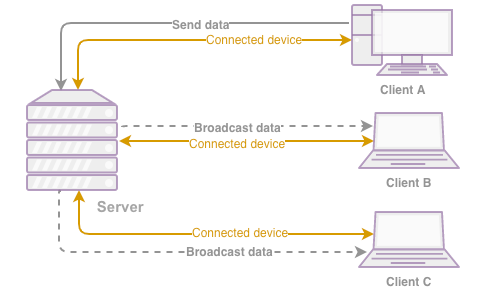 Send data
Connected device
Client A
Broadcast data
Connected device
Client B
Server
Connected device
Broadcast data
Client C